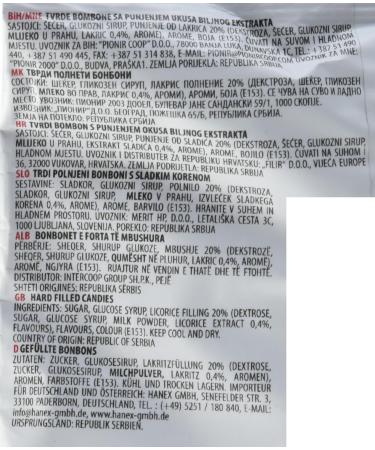 BIH/MNE TVRDE BOMBONE SA PUNJENJEM UKUSA BILJNOG EKSTRAKTA
SASTOJCI: ŠEĆER, GLUKOZNI SIRUP, PUNJENJE OD LAKRICA 20% (DEKSTROZA, ŠEĆER, GLUKOZNI SIRUP
MLIJEKO U PRAHU, LAKRIC 0,4%, AROME), AROME, BOJA (E153). ČUVATI NA SUVOM I HLADNOM
MJESTU. UVOZNIK ZA BIH: "PIONIR COOP" D.O.O., 78000 BANJA LUKA, DUNAVSKA 1C, TEL.: +387 51 490
444, +387 51 490 445, FAX: +387 51 314 838, E-MAIL: INFO@PIONIRCOOP.COM UVOZNIK ZA MNE:
"PIONIR 2007" D.O.O., BUDVA, PRAŠKA1. ZEMLJA PORIJEKLA: REPUBLIKA SRBIJA
MK ТВРДИ ПОЛНЕТИ БОНБОНИ
СОСТОЈКИ: ШЕЌЕР, ГЛИКОЗЕН СИРУП, ЛАКРИС ПОЛНЕЊЕ 20% (ДЕКСТРОЗА, ШЕЌЕР, ГЛИКОЗЕН
СИРУП, МЛЕКО ВО ПРАВ, ЛАКРИЦ 0,4%, АРОМИ), АРОМИ, БОЈА (E153). СЕ ЧУВА НА СУВО И ЛАДНО
МЕСТО УВОЗНИК: ПИОНИР 2003 ДООЕЛ, БУЛЕВАР ЈАНЕ САНДАНСКИ 59/1, 1000 СКОПЈЕ.
ИЗВОЗНИК: „ПИОНИР" Д.О.О. БЕОГРАД, ПОЖЕШКА 65/Б, РЕПУБЛИКА СРБИЈА
ЗЕМЈА НА ПОТЕКЛО. РЕПУБЛИКА СРБИЈА
HR TVRDI BOMBONI S PUNJENJEM OKUSA BILJNOG EKSTRAKTA
SASTOJCI: ŠEĆER, GLUKOZNI SIRUP, PUNJENJE OD SLADIĆA 20% (DEKSTROZA, ŠEĆER, GLUKOZNI SIRUP,
MLIJEKO U PRAHU, EKSTRAKT SLADIĆA 0,4%, AROME), AROME, BOJILO (E153). ČUVATI NA SUHOM I
HLADNOM MJESTU. UVOZNIK I DISTRIBUTER ZA REPUBLIKU HRVATSKU: „FILIR" D.O.O., VIJEĆA EUROPE
56, 32000 VUKOVAR, HRVATSKA. ZEMLJA PODRIJETLA: REPUBLIKA SRBIJA
SLO TRDI POLNJENI BONBONI S SLADKIM KORENOM
SESTAVINE: SLADKOR, GLUKOZNI SIRUP, POLNILO 20% (DEKSTROZA,
SLADKOR, GLUKOZNI SIRUP, MLEKO V PRAHU, IZVLEČEK SLADKEGA
KORENA 0,4%, AROME), AROME, BARVILO (E153). HRANITE V SUHEM IN
HLADNEM PROSTORU. UVOZNIK: MERIT HP, D.O.O., LETALIŠKA CESTA 3C,
1000 LJUBLJANA, SLOVENIJA, POREKLO: REPUBLIKA SRBIJA
ALB BONBONET E FORTA TË MBUSHURA
PËRBËRJE: SHEQER, SHURUP GLUKOZE, MBUSHJE 20% (DEKSTROZË,
SHEQER, SHURUP GLUKOZE, QUMËSHT NË PLUHUR, LAKRIC 0,4%, AROMË),
AROMË, NGJYRA (E153). RUAJTUR NË VENDIN E THATË DHE TË FTOHTË.
DISTRIBUTOR: INTERCOOP GROUP SH.P.K., PEJË
SHTETI ORIGJINËS: REPUBLIKA SËRBIS
GB HARD FILLED CANDIES
INGREDIENTS: SUGAR, GLUCOSE SYRUP, LICORICE FILLING 20% (DEXTROSE,
SUGAR, GLUCOSE SYRUP, MILK POWDER, LICORICE EXTRACT 0,4%,
FLAVOURS), FLAVOURS, COLOUR (E153). KEEP COOL AND DRY.
COUNTRY OF ORIGIN: REPUBLIC OF SERBIA
D GEFÜLLTE BONBONS
ZUTATEN: ZUCKER, GLUKOSESIRUP, LAKRITZFÜLLUNG 20% (DEXTROSE,
ZUCKER, GLUKOSESIRUP, MILCHPULVER, LAKRITZ 0,4%, AROMEN),
AROMEN, FARBSTOFFE (E153). KÜHL UND TROCKEN LAGERN. IMPORTEUR
FÜR DEUTSCHLAND UND ÖSTERREICH: HANEX GMBH, SENEFELDER STR. 3,
33100 PADERBORN, DEUTSCHLAND, TEL. : (+49) 5251 / 180 840, E-MAIL:
info@hanex-gmbh.de, www.hanex-gmbh.de
URSPRUNGSLAND: REPUBLIK SERBIEN.